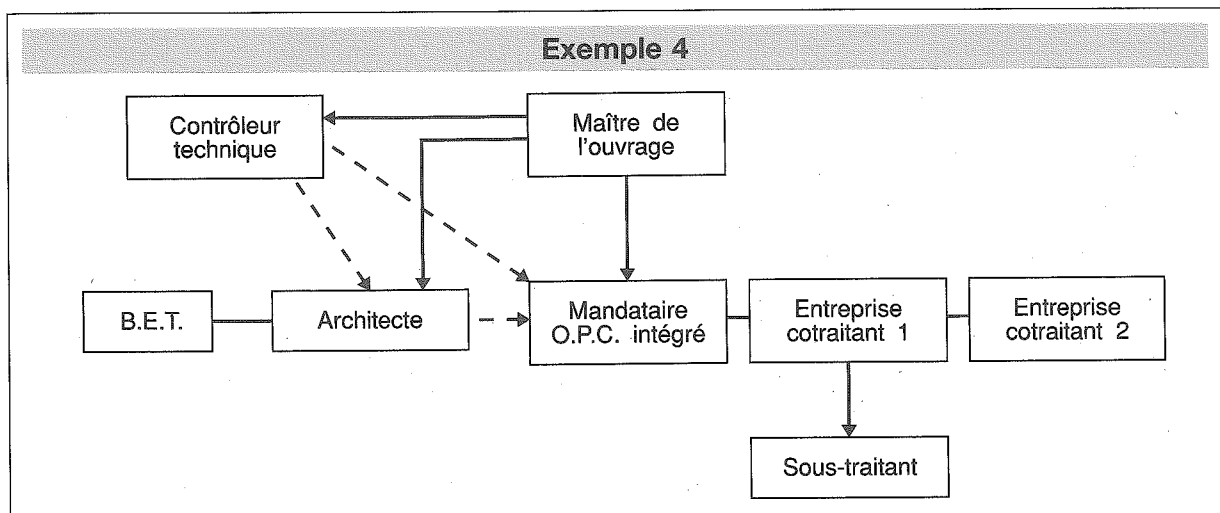 Exemple 4
Contrôleur
technique
Maître de
l'ouvrage
B.E.T.
Architecte
Mandataire
O.P.C. intégré
Entreprise
cotraitant 1
Entreprise
cotraitant 2
Sous-traitant